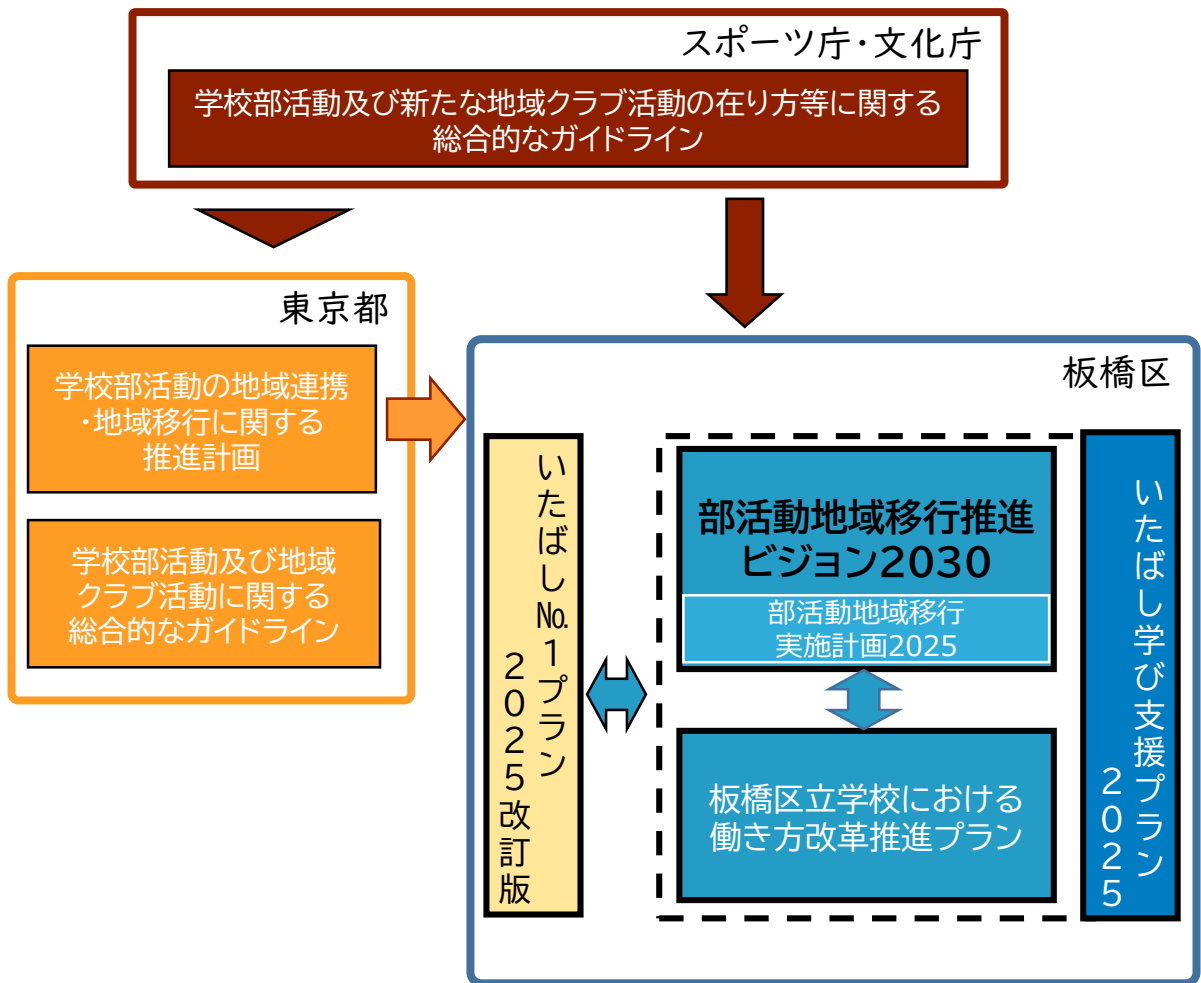 スポーツ庁・文化庁
学校部活動及び新たな地域クラブ活動の在り方等に関する
総合的なガイドライン
東京都
学校部活動の地域連携
・地域移行に関する
推進計画
学校部活動及び地域
クラブ活動に関する
総合的なガイドライン
板橋区
いたばし№1プラン
2025改訂版
部活動地域移行推進
ビジョン2030
部活動地域移行
実施計画2025
板橋区立学校における
働き方改革推進プラン
いたばし学び支援プラン
2025